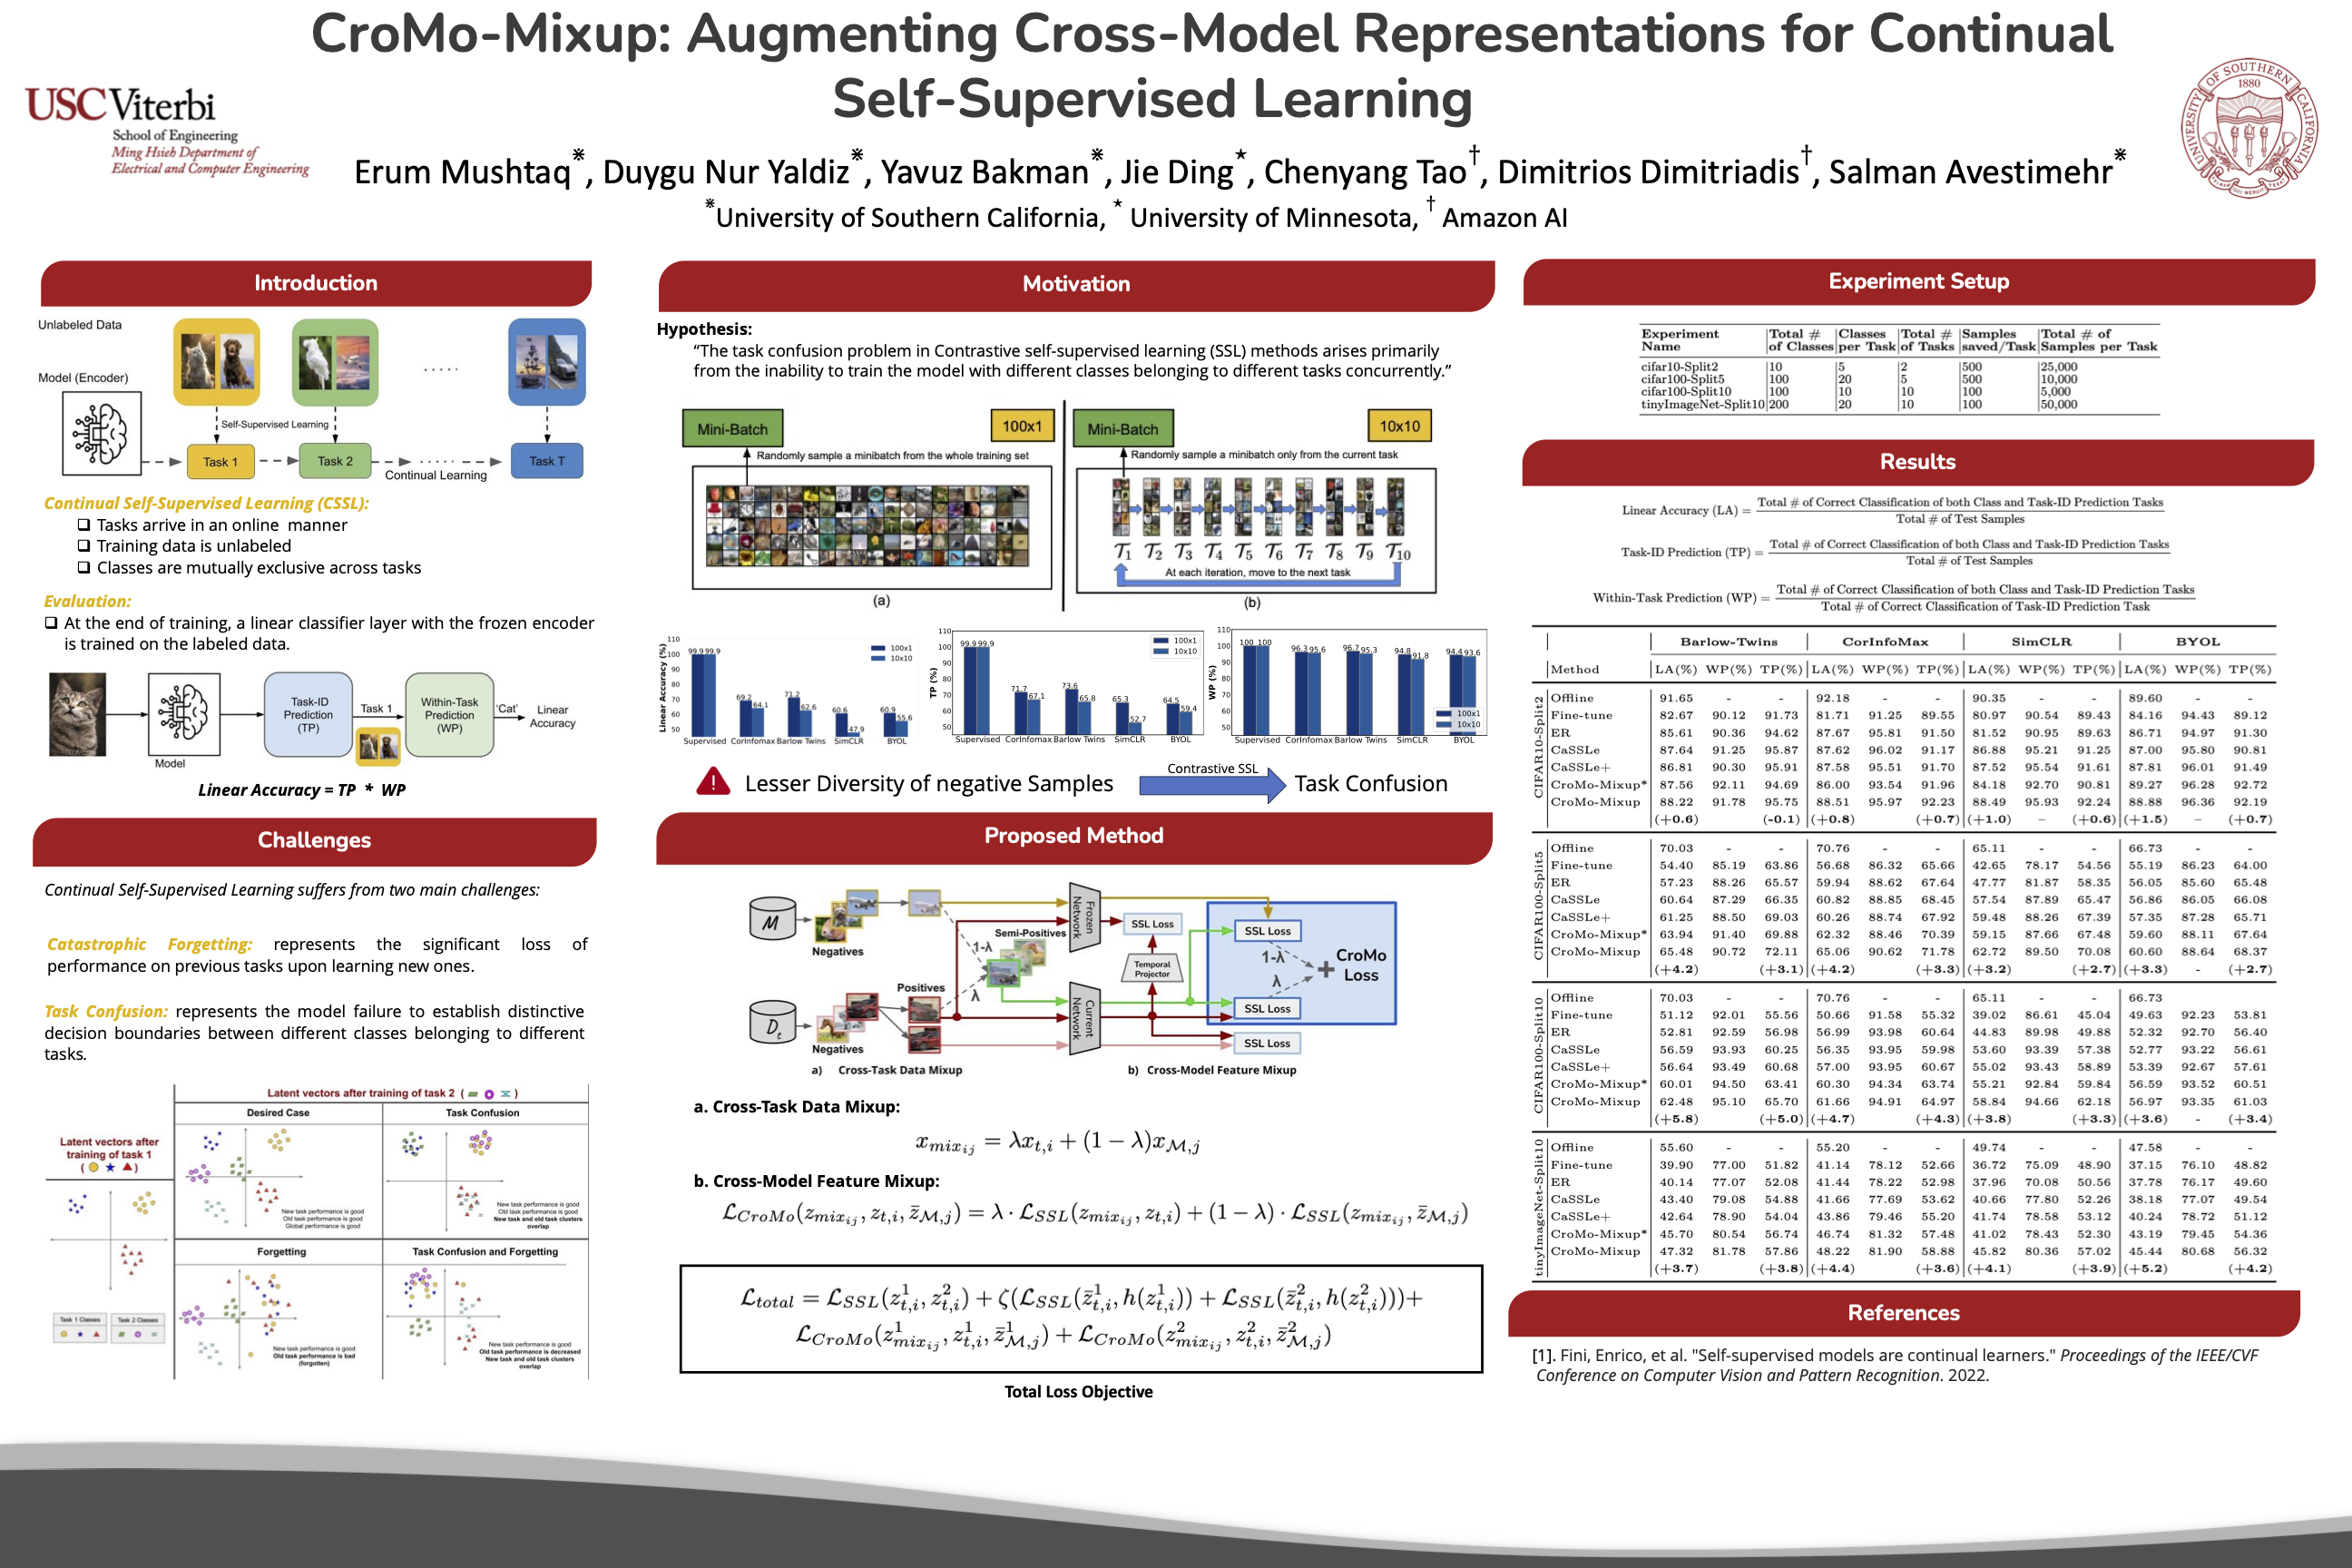 CroMo-Mixup: Augmenting Cross-Model Representations for Continual
Self-Supervised Learning
USC Viterbi
School of Engineering
Ming Hsieh Department of
Electrical and Computer Engineering
UNIVERSITY OF SOUTHERN CALIFORNIA
1880
Erum Mushtaq※, Duygu Nur Yaldiz※, Yavuz Bakman※, Jie Ding⋆, Chenyang Tao†, Dimitrios Dimitriadis†, Salman Avestimehr※
※University of Southern California, ⋆ University of Minnesota, † Amazon AI
Introduction
Unlabeled Data
Model (Encoder)
.....
Self-Supervised Learning
Task 1
Task 2
Task T
Continual Learning
Continual Self-Supervised Learning (CSSL):
❑ Tasks arrive in an online manner
❑ Training data is unlabeled
❑ Classes are mutually exclusive across tasks
Evaluation:
❑ At the end of training, a linear classifier layer with the frozen encoder
is trained on the labeled data.
Model
Task-ID
Prediction
(TP)
Task 1
Within-Task
Prediction
(WP)
'Cat'
Linear
Accuracy
Linear Accuracy = TP * WP
Challenges
Continual Self-Supervised Learning suffers from two main challenges:
Catastrophic Forgetting: represents the significant loss of
performance on previous tasks upon learning new ones.
Task Confusion: represents the model failure to establish distinctive
decision boundaries between different classes belonging to different
tasks.
Latent vectors after training of task 2 ( )
Desired Case
Task Confusion
Latent vectors after
training of task 1
( )
New task performance is good
Old task performance is good
Global performance is good
New task performance is good
Old task performance is good
New task and old task clusters
overlap
Forgetting
Task Confusion and Forgetting
Task 1 Classes
Task 2 Classes
New task performance is good
Old task performance is bad
(forgotten)
New task performance is good
Old task performance is decreased
New task and old task clusters
overlap
Motivation
Hypothesis:
“The task confusion problem in Contrastive self-supervised learning (SSL) methods arises primarily
from the inability to train the model with different classes belonging to different tasks concurrently.”
Mini-Batch
100x1
Randomly sample a minibatch from the whole training set
(a)
Mini-Batch
10x10
Randomly sample a minibatch only from the current task
𝒯1 𝒯2 𝒯3 𝒯4 𝒯5 𝒯6 𝒯7 𝒯8 𝒯9 𝒯10
At each iteration, move to the next task
(b)
Linear Accuracy (%)
110
100
90
80
70
60
50
99.9 99.9
69.2 64.1
71.2 62.6
60.6 47.9
60.9 55.6
100x1
10x10
Supervised CorInfomax Barlow Twins SimCLR BYOL
TP (%)
110
100
90
80
70
60
50
99.9 99.9
71.7 67.1
73.6 65.8
65.3 52.7
64.5 59.4
100x1
10x10
Supervised CorInfomax Barlow Twins SimCLR BYOL
WP (%)
110
100
90
80
70
60
50
100 100
96.3 95.6
96.7 95.3
94.8 91.8
94.4 93.6
100x1
10x10
Supervised CorInfomax Barlow Twins SimCLR BYOL
Lesser Diversity of negative Samples
Contrastive SSL
Task Confusion
Proposed Method
M
Negatives
1-λ
Semi-Positives
Positives
λ
Dt
Negatives
Frozen
Network
Current
Network
SSL Loss
Temporal
Projector
SSL Loss
1-λ
λ
+
CroMo
Loss
SSL Loss
SSL Loss
a) Cross-Task Data Mixup
b) Cross-Model Feature Mixup
a. Cross-Task Data Mixup:
x_{mix_{ij}} = λx_{t,i} + (1 − λ)x_{ℳ,j}
b. Cross-Model Feature Mixup:
ℒ_{CroMo}(z_{mix_{ij}}, z_{t,i}, z̄_{ℳ,j}) = λ · ℒ_{SSL}(z_{mix_{ij}}, z_{t,i}) + (1 − λ) · ℒ_{SSL}(z_{mix_{ij}}, z̄_{ℳ,j})
ℒ_{total} = ℒ_{SSL}(z^1_{t,i}, z^2_{t,i}) + ζ(ℒ_{SSL}(z̄^1_{t,i}, h(z^1_{t,i})) + ℒ_{SSL}(z̄^2_{t,i}, h(z^2_{t,i})))+
ℒ_{CroMo}(z^1_{mix_{ij}}, z^1_{t,i}, z̄^1_{ℳ,j}) + ℒ_{CroMo}(z^2_{mix_{ij}}, z^2_{t,i}, z̄^2_{ℳ,j})
Total Loss Objective
Experiment Setup
Experiment Name | Total # of Classes | Classes per Task | Total # of Tasks | Samples saved/Task | Total # of Samples per Task
cifar10-Split2 | 10 | 5 | 2 | 500 | 25,000
cifar100-Split5 | 100 | 20 | 5 | 500 | 10,000
cifar100-Split10 | 100 | 10 | 10 | 100 | 5,000
tinyImageNet-Split10 | 200 | 20 | 10 | 100 | 50,000
Results
Linear Accuracy (LA) = Total # of Correct Classification of both Class and Task-ID Prediction Tasks
Total # of Test Samples
Task-ID Prediction (TP) = Total # of Correct Classification of both Class and Task-ID Prediction Tasks
Total # of Test Samples
Within-Task Prediction (WP) = Total # of Correct Classification of both Class and Task-ID Prediction Tasks
Total # of Correct Classification of Task-ID Prediction Task
Barlow-Twins | CorInfoMax | SimCLR | BYOL
Method | LA(%) WP(%) TP(%) | LA(%) WP(%) TP(%) | LA(%) WP(%) TP(%) | LA(%) WP(%) TP(%)
CIFAR10-Split2
Offline 91.65 - - 92.18 - - 90.35 - - 89.60 - -
Fine-tune 82.67 90.12 91.73 81.71 91.25 89.55 80.97 90.54 89.43 84.16 94.43 89.12
ER 85.61 90.36 94.62 87.67 95.81 91.50 81.52 90.95 89.63 86.71 94.97 91.30
CaSSLe 87.64 91.25 95.87 87.62 96.02 91.17 86.88 95.21 91.25 87.00 95.80 90.81
CaSSLe+ 86.81 90.30 95.91 87.58 95.51 91.70 87.52 95.54 91.61 87.81 96.01 91.49
CroMo-Mixup* 87.56 92.11 94.69 86.00 93.54 91.96 84.18 92.70 90.81 89.27 96.28 92.72
CroMo-Mixup 88.22 91.78 95.75 88.51 95.97 92.23 88.49 95.93 92.24 88.88 96.36 92.19
(+0.6) (-0.1) (+0.8) (+0.7) (+1.0) – (+0.6) (+1.5) – (+0.7)
CIFAR100-Split5
Offline 70.03 - - 70.76 - - 65.11 - - 66.73
Fine-tune 54.40 85.19 63.86 56.68 86.32 65.66 42.65 78.17 54.56 55.19 86.23 64.00
ER 57.23 88.26 65.57 59.94 88.62 67.64 47.77 81.87 58.35 56.05 85.60 65.48
CaSSLe 60.64 87.29 66.35 60.82 88.85 68.45 57.54 87.89 65.47 56.86 86.05 66.08
CaSSLe+ 61.25 88.50 69.03 60.26 88.74 67.92 59.48 88.26 67.39 57.35 87.28 65.71
CroMo-Mixup* 63.94 91.40 69.88 62.32 88.46 70.39 59.15 87.66 67.48 59.60 88.11 67.64
CroMo-Mixup 65.48 90.72 72.11 65.06 90.62 71.78 62.72 89.50 70.08 60.60 88.64 68.37
(+4.2) (+3.1) (+4.2) (+3.3) (+3.2) (+2.7) (+3.3) - (+2.7)
CIFAR100-Split10
Offline 70.03 - - 70.76 - - 65.11 - - 66.73
Fine-tune 51.12 92.01 55.56 50.66 91.58 55.32 39.02 86.61 45.04 49.63 92.23 53.81
ER 52.81 92.59 56.98 56.99 93.98 60.64 44.83 89.98 49.88 52.32 92.70 56.40
CaSSLe 56.59 93.93 60.25 56.35 93.95 59.98 53.60 93.39 57.38 52.77 93.22 56.61
CaSSLe+ 56.64 93.49 60.68 57.00 93.95 60.67 55.02 93.43 58.89 53.39 92.67 57.61
CroMo-Mixup* 60.01 94.50 63.41 60.30 94.34 63.74 55.21 92.84 59.84 56.59 93.52 60.51
CroMo-Mixup 62.48 95.10 65.70 61.66 94.91 64.97 58.84 94.66 62.18 56.97 93.35 61.03
(+5.8) (+5.0) (+4.7) (+4.3) (+3.8) (+3.3) (+3.6) - (+3.4)
tinyImageNet-Split10
Offline 55.60 - - 55.20 - - 49.74 - - 47.58 - -
Fine-tune 39.90 77.00 51.82 41.14 78.12 52.66 36.72 75.09 48.90 37.15 76.10 48.82
ER 40.14 77.07 52.08 41.44 78.22 52.98 37.96 70.08 50.56 37.78 76.17 49.60
CaSSLe 43.40 79.08 54.88 41.66 77.69 53.62 40.66 77.80 52.26 38.18 77.07 49.54
CaSSLe+ 42.64 78.90 54.04 43.86 79.46 55.20 41.74 78.58 53.12 40.24 78.72 51.12
CroMo-Mixup* 45.70 80.54 56.74 46.74 81.32 57.48 41.02 78.43 52.30 43.19 79.45 54.36
CroMo-Mixup 47.32 81.78 57.86 48.22 81.90 58.88 45.82 80.36 57.02 45.44 80.68 56.32
(+3.7) (+3.8) (+4.4) (+3.6) (+4.1) (+3.9) (+5.2) (+4.2)
References
[1]. Fini, Enrico, et al. "Self-supervised models are continual learners." Proceedings of the IEEE/CVF
Conference on Computer Vision and Pattern Recognition. 2022.